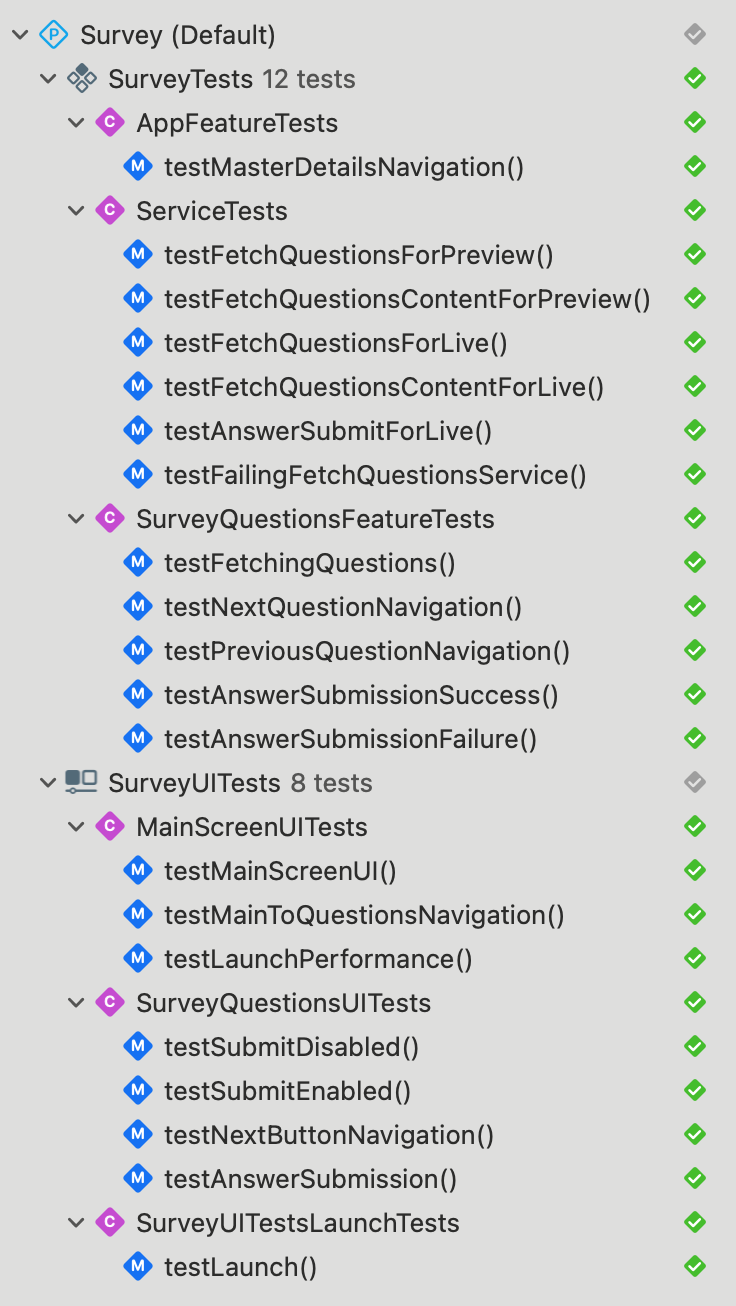 P Survey (Default)
SurveyTests 12 tests
C AppFeatureTests
M testMasterDetailsNavigation()
C ServiceTests
M testFetchQuestionsForPreview()
M testFetchQuestionsContentForPreview()
M testFetchQuestionsForLive()
M testFetchQuestionsContentForLive()
M testAnswerSubmitForLive()
M testFailingFetchQuestionsService()
C SurveyQuestionsFeatureTests
M testFetchingQuestions()
M testNextQuestionNavigation()
M testPreviousQuestionNavigation()
M testAnswerSubmissionSuccess()
M testAnswerSubmissionFailure()
SurveyUITests 8 tests
C MainScreenUITests
M testMainScreenUI()
M testMainToQuestionsNavigation()
M testLaunchPerformance()
C SurveyQuestionsUITests
M testSubmitDisabled()
M testSubmitEnabled()
M testNextButtonNavigation()
M testAnswerSubmission()
C SurveyUITestsLaunchTests
M testLaunch()